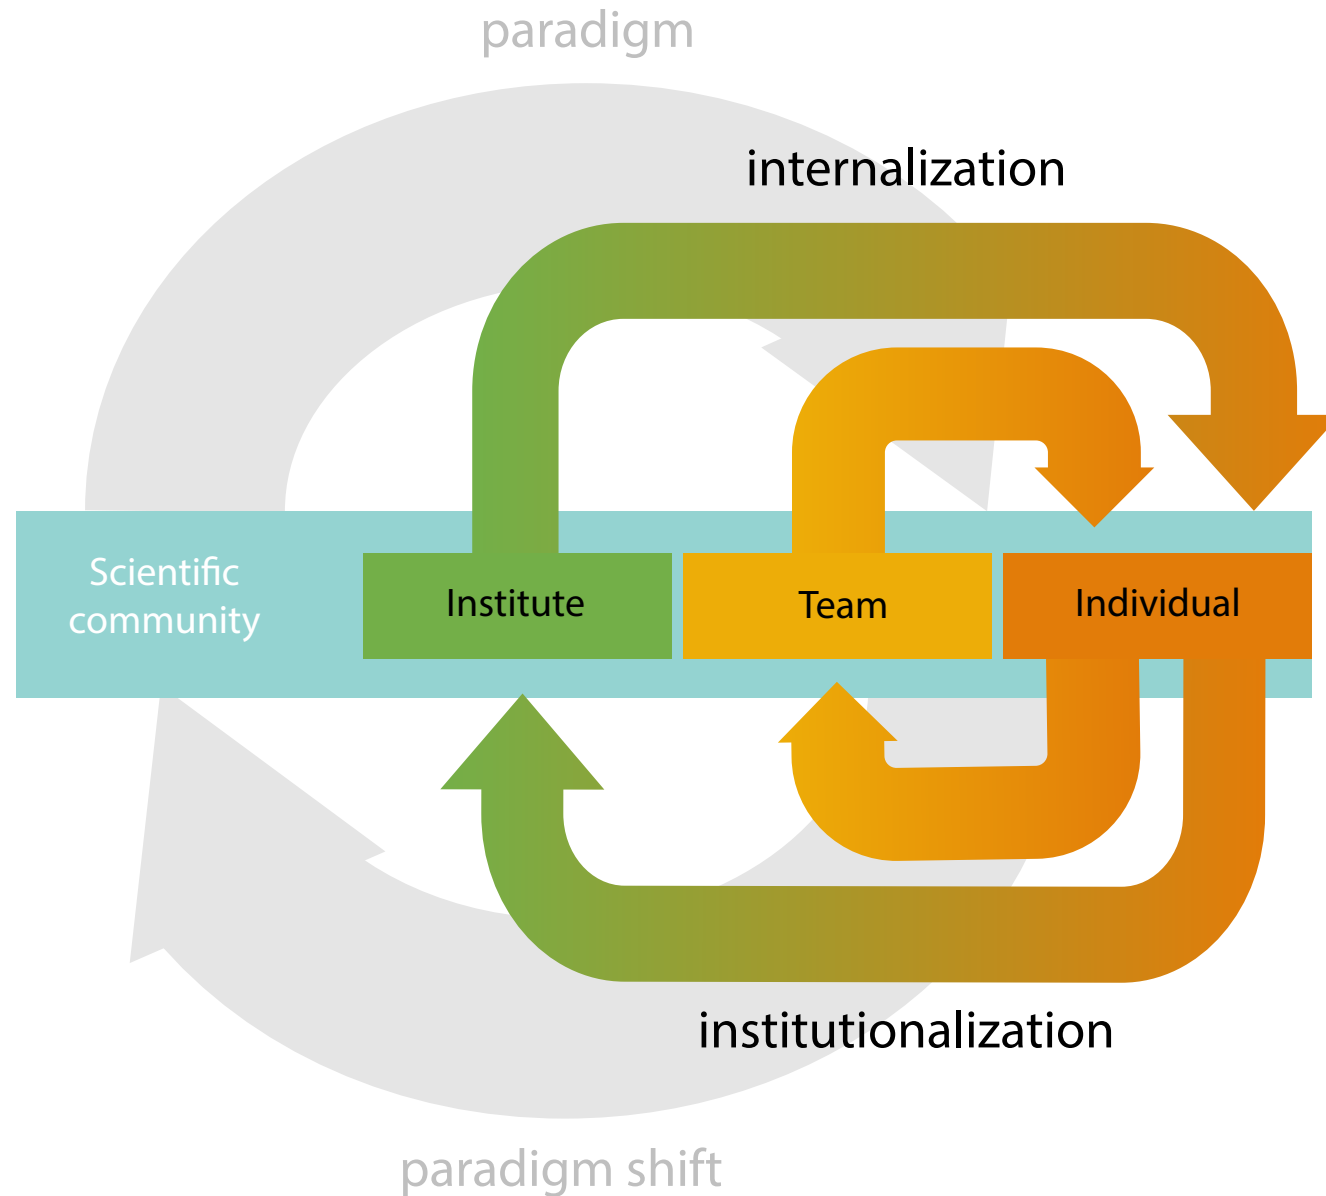 paradigm
internalization
Scientific
community
Institute
Team
Individual
institutionalization
paradigm shift